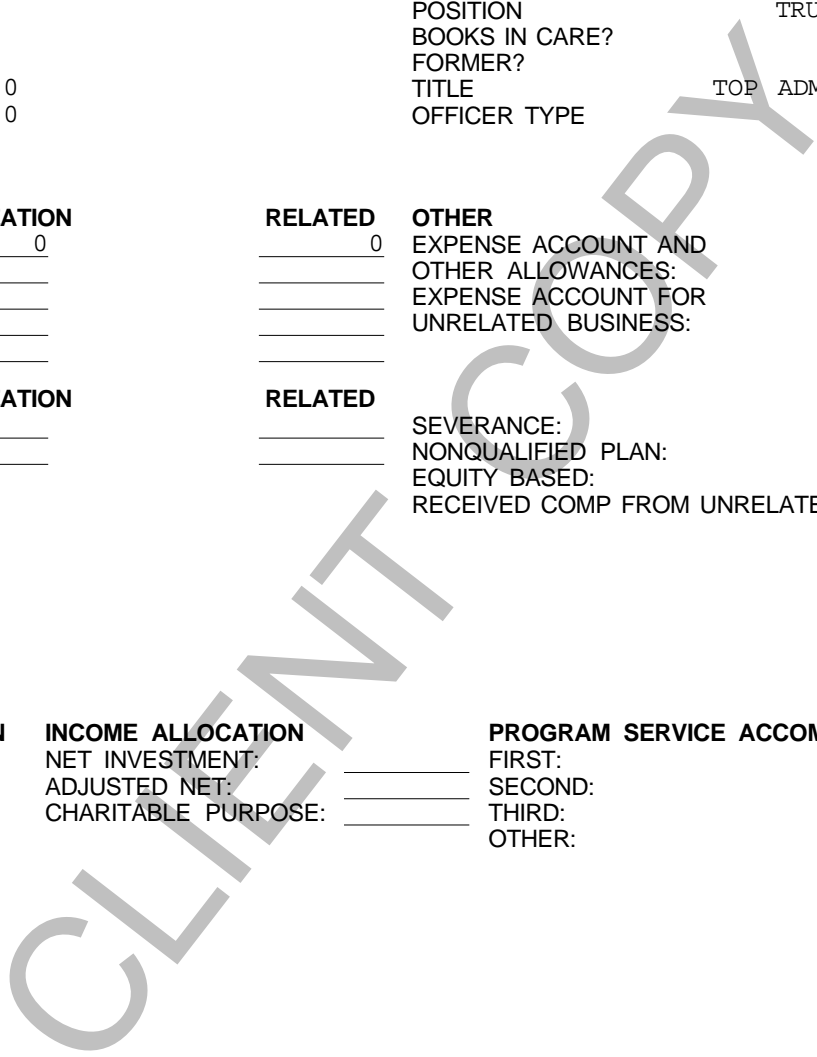 POSITION TRU
BOOKS IN CARE?
FORMER?
0 TITLE TOP ADM
0 OFFICER TYPE
ATION RELATED OTHER
0 0 EXPENSE ACCOUNT AND
OTHER ALLOWANCES:
EXPENSE ACCOUNT FOR
UNRELATED BUSINESS:
ATION RELATED
SEVERANCE:
NONQUALIFIED PLAN:
EQUITY BASED:
RECEIVED COMP FROM UNRELATE
N INCOME ALLOCATION PROGRAM SERVICE ACCOM
NET INVESTMENT: FIRST:
ADJUSTED NET: SECOND:
CHARITABLE PURPOSE: THIRD:
OTHER:
CLIENT COPY